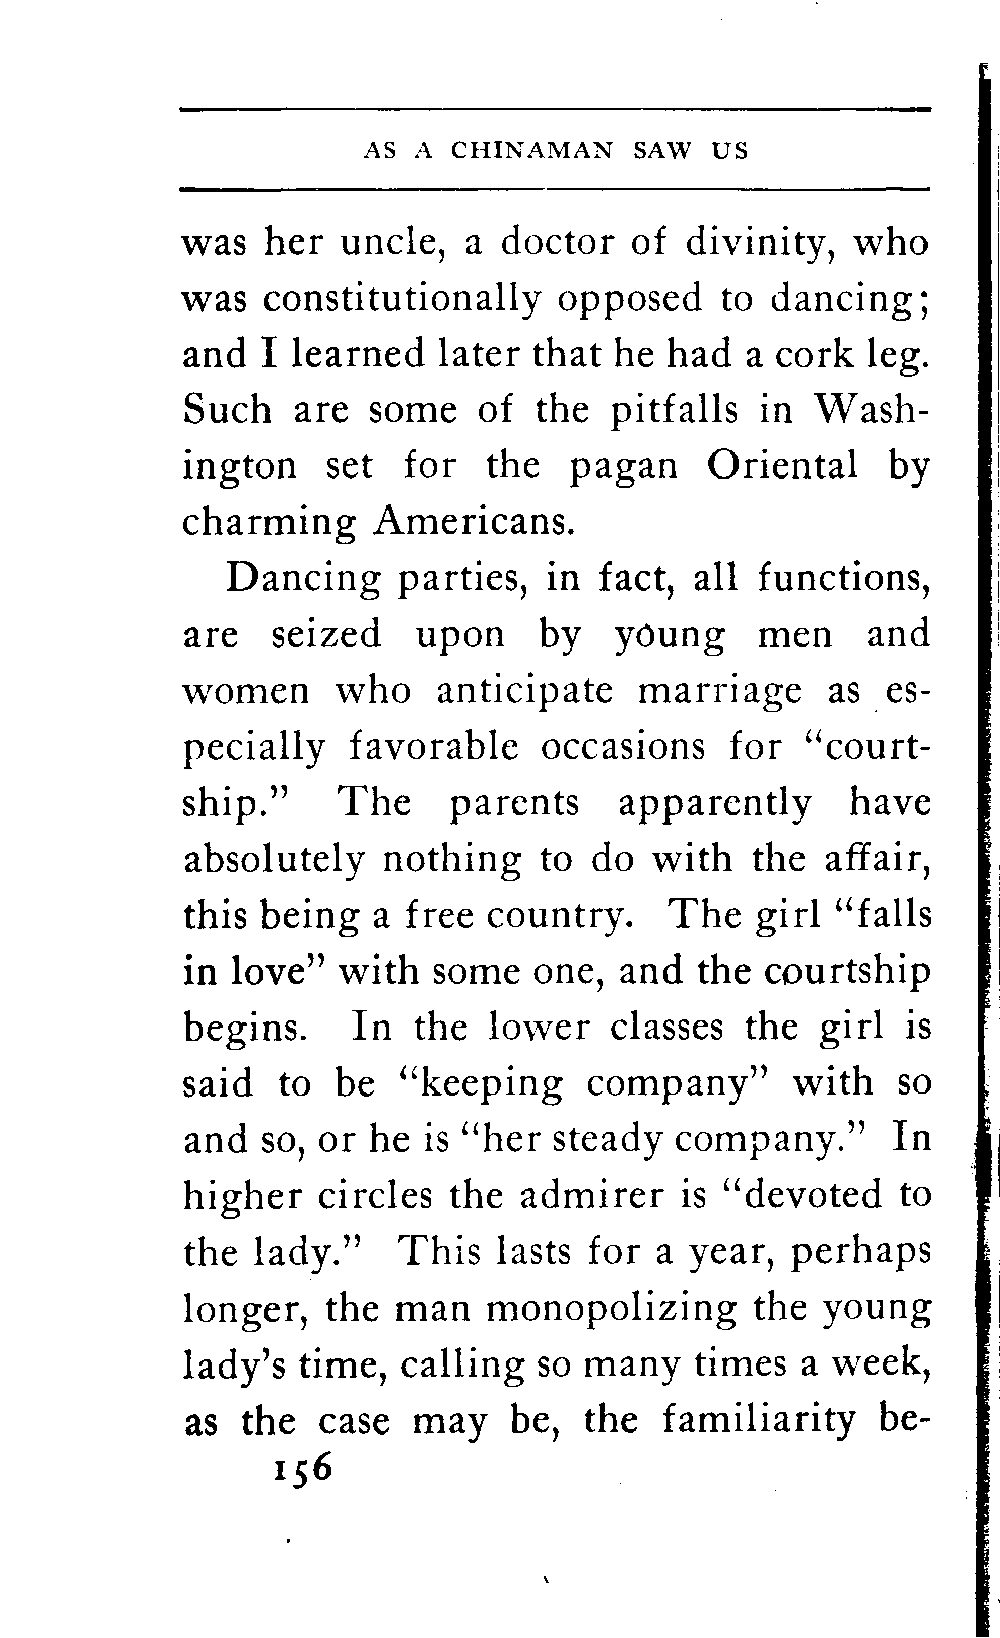 AS A CHINAMAN SAW US
was her uncle, a doctor of divinity, who
was constitutionally opposed to dancing;
and I learned later that he had a cork leg.
Such are some of the pitfalls in Wash-
ington set for the pagan Oriental by
charming Americans.
Dancing parties, in fact, all functions,
are seized upon by young men and
women who anticipate marriage as es-
pecially favorable occasions for “court-
ship.” The parents apparently have
absolutely nothing to do with the affair,
this being a free country. The girl “falls
in love” with some one, and the courtship
begins. In the lower classes the girl is
said to be “keeping company” with so
and so, or he is “her steady company.” In
higher circles the admirer is “devoted to
the lady.” This lasts for a year, perhaps
longer, the man monopolizing the young
lady’s time, calling so many times a week,
as the case may be, the familiarity be-
156